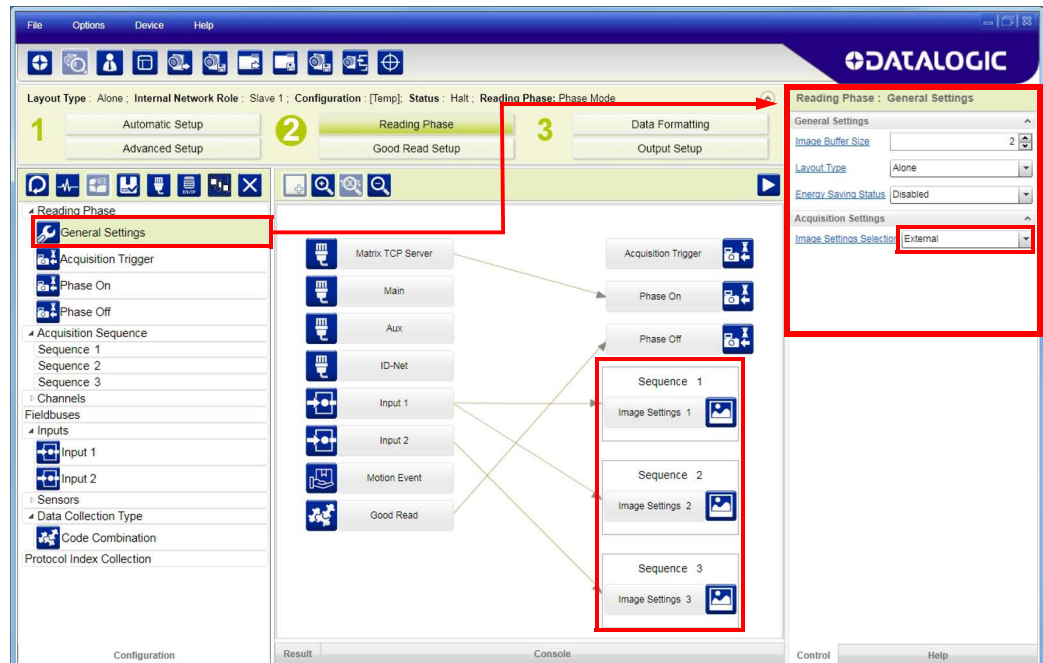 File Options Device Help
DATALOGIC
Layout Type : Alone ; Internal Network Role : Slave 1 ; Configuration : [Temp]; Status : Halt ; Reading Phase: Phase Mode
1 Automatic Setup
Advanced Setup
2 Reading Phase
Good Read Setup
3 Data Formatting
Output Setup
Reading Phase
General Settings
Acquisition Trigger
Phase On
Phase Off
Acquisition Sequence
Sequence 1
Sequence 2
Sequence 3
Channels
Fieldbuses
Inputs
Input 1
Input 2
Sensors
Data Collection Type
Code Combination
Protocol Index Collection
Configuration
Matrix TCP Server
Main
Aux
ID-Net
Input 1
Input 2
Motion Event
Good Read
Acquisition Trigger
Phase On
Phase Off
Sequence 1
Image Settings 1
Sequence 2
Image Settings 2
Sequence 3
Image Settings 3
Result Console
Reading Phase : General Settings
General Settings
Image Buffer Size 2
Layout Type Alone
Energy Saving Status Disabled
Acquisition Settings
Image Settings Selection External
Control Help